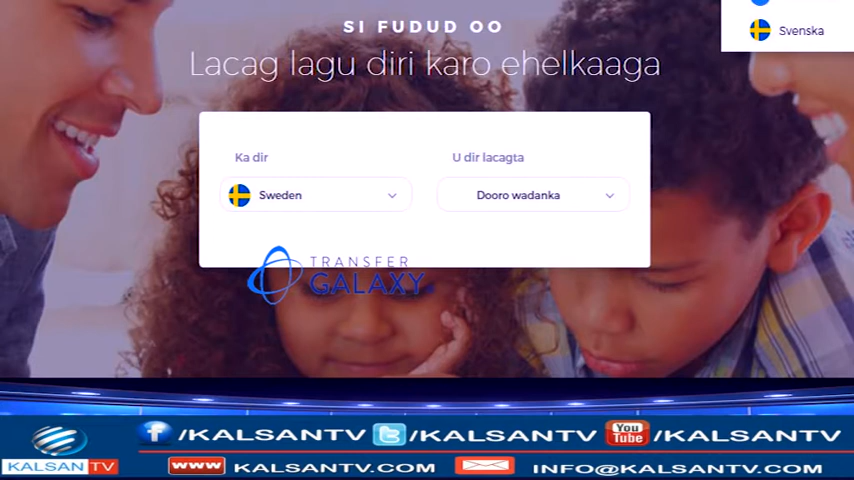 SI FUDUD OO
Svenska
Lacag lagu diri karo ehelkaaga
Ka dir
U dir lacagta
Sweden
Dooro wadanka
TRANSFER
GALAXY
/KALSANTV /KALSANTV You Tube /KALSANTV
KALSAN TV
www KALSANTV.COM INFO@KALSANTV.COM